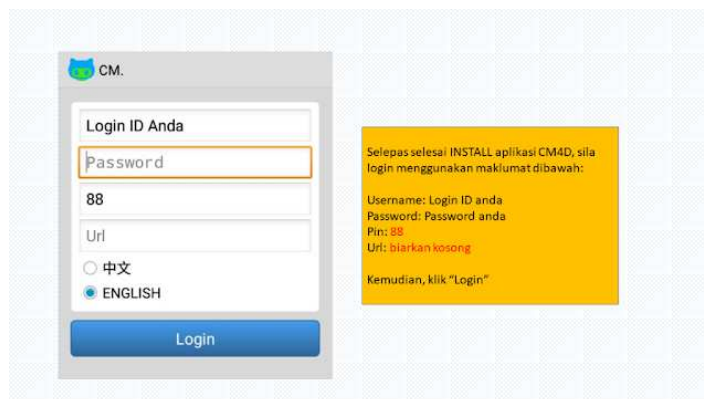 CM.
Login ID Anda
Password
88
Url
中文
ENGLISH
Login
Selepas selesai INSTALL aplikasi CM4D, sila
login menggunakan maklumat dibawah:
Username: Login ID anda
Password: Password anda
Pin: 88
Url: biarkan kosong
Kemudian, klik “Login”